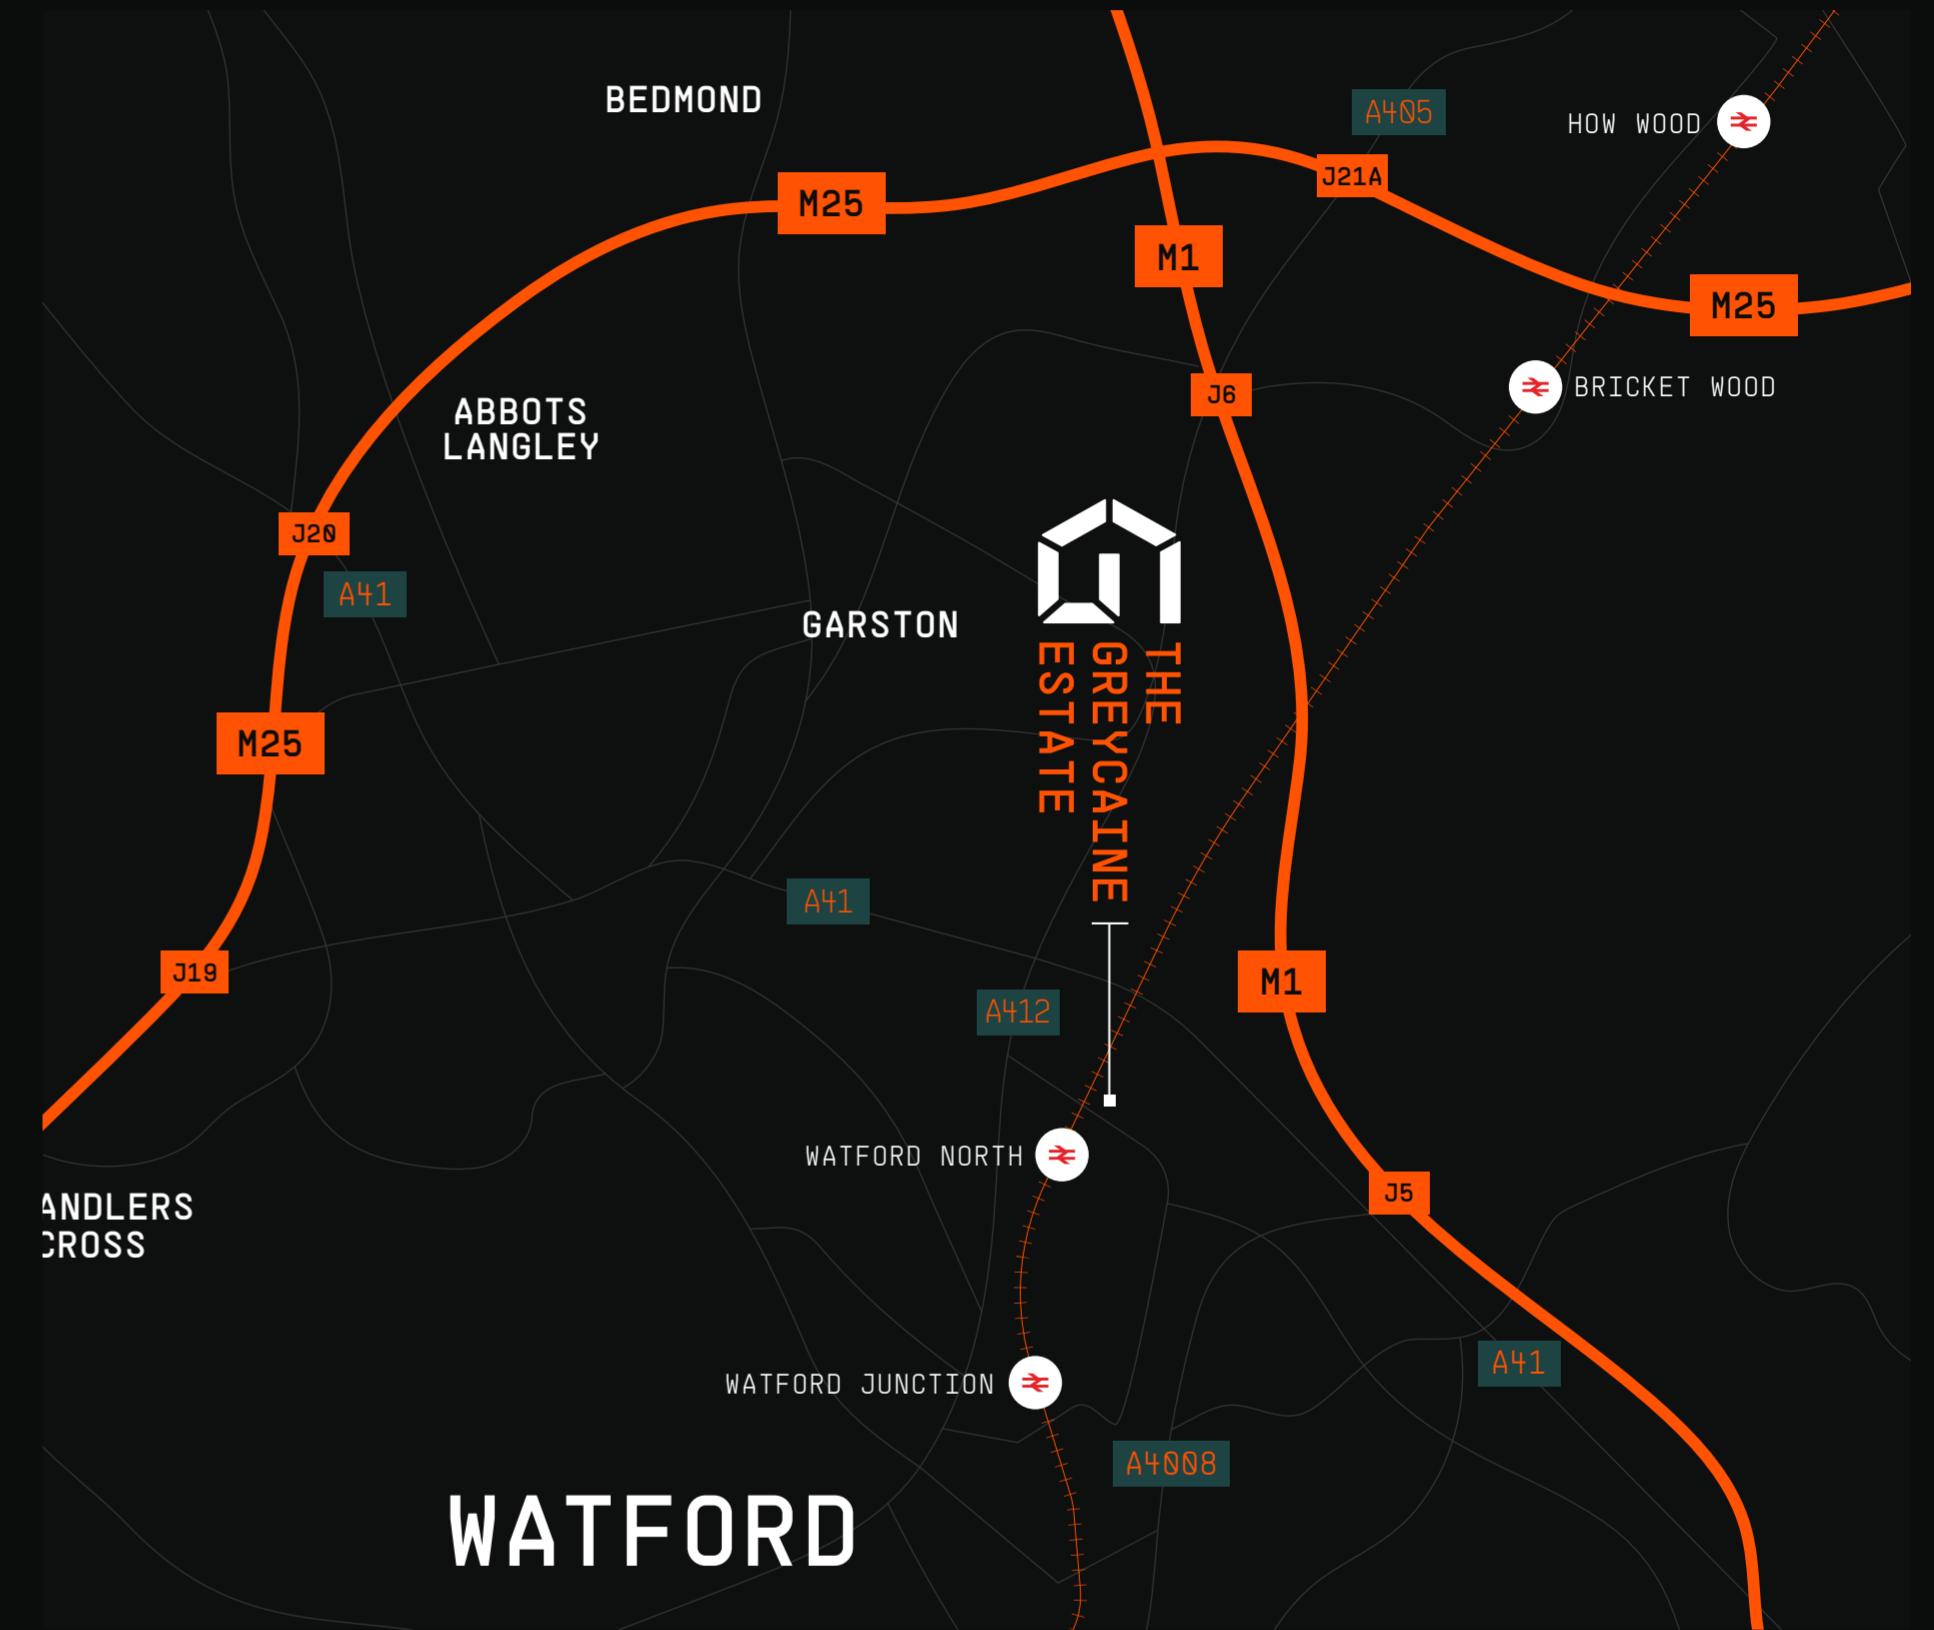 BEDMOND
A405
HOW WOOD
J21A
M25
M1
M25
BRICKET WOOD
J6
ABBOTS
LANGLEY
J20
A41
GARSTON
THE
GREYCAINE
ESTATE
M25
A41
J19
M1
A412
WATFORD NORTH
J5
ANDLERS
CROSS
A41
WATFORD JUNCTION
A4008
WATFORD